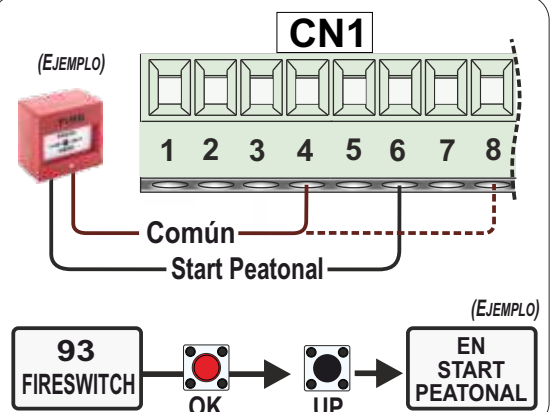 CN1
(EJEMPLO)
FIRE
1 2 3 4 5 6 7 8
Común
Start Peatonal
(EJEMPLO)
93
FIRESWITCH
OK
UP
EN
START
PEATONAL